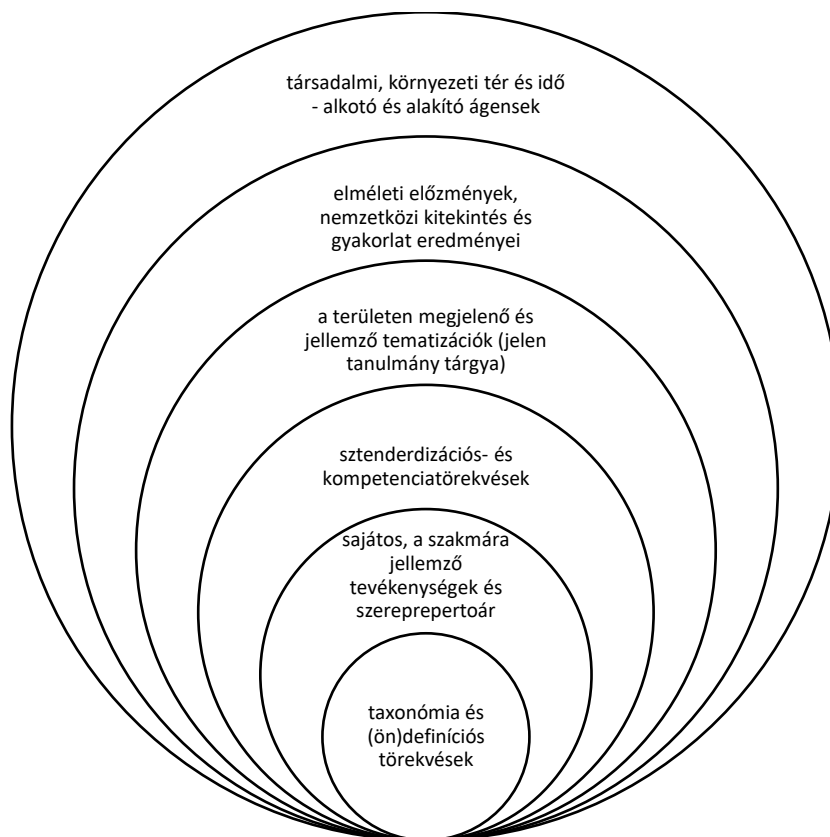 társadalmi, környezeti tér és idő
- alkotó és alakító ágensek
elméleti előzmények,
nemzetközi kitekintés és
gyakorlat eredményei
a területen megjelenő és
jellemző tematizációk (jelen
tanulmány tárgya)
sztenderdizációs- és
kompetenciatörekvések
sajátos, a szakmára
jellemző
tevékenységek és
szereprepertoár
taxonómia és
(ön)definíciós
törekvések